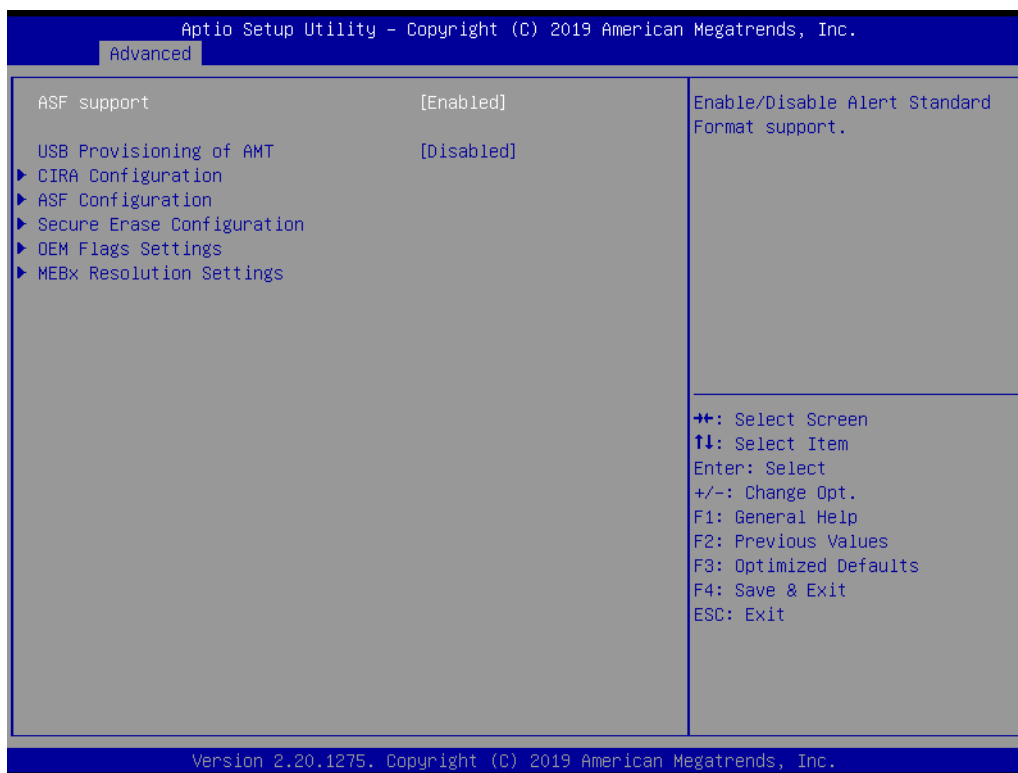 Aptio Setup Utility – Copyright (C) 2019 American Megatrends, Inc.
Advanced
ASF support [Enabled]
USB Provisioning of AMT [Disabled]
▶ CIRA Configuration
▶ ASF Configuration
▶ Secure Erase Configuration
▶ OEM Flags Settings
▶ MEBx Resolution Settings
Enable/Disable Alert Standard
Format support.
→←: Select Screen
↑↓: Select Item
Enter: Select
+/-: Change Opt.
F1: General Help
F2: Previous Values
F3: Optimized Defaults
F4: Save & Exit
ESC: Exit
Version 2.20.1275. Copyright (C) 2019 American Megatrends, Inc.